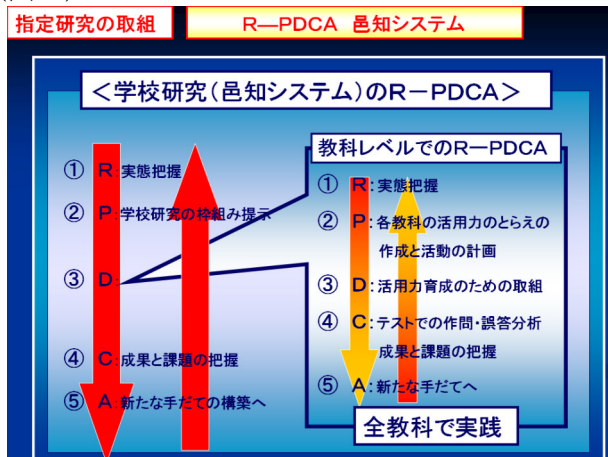 指定研究の取組
R―PDCA 邑知システム
＜学校研究(邑知システム)のR－PDCA＞
① R:実態把握
② P:学校研究の枠組み提示
③ D:
④ C:成果と課題の把握
⑤ A:新たな手だての構築へ
教科レベルでのR―PDCA
① R:実態把握
② P:各教科の活用力のとらえの
作成と活動の計画
③ D:活用力育成のための取組
④ C:テストでの作問・誤答分析
成果と課題の把握
⑤ A:新たな手だてへ
全教科で実践